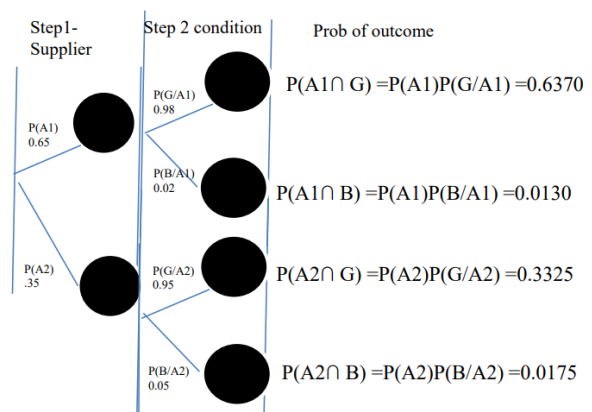 Step1-
Supplier
Step 2 condition
Prob of outcome
P(A1)
0.65
P(A2)
.35
P(G/A1)
0.98
P(B/A1)
0.02
P(G/A2)
0.95
P(B/A2)
0.05
P(A1∩ G) =P(A1)P(G/A1) =0.6370
P(A1∩ B) =P(A1)P(B/A1) =0.0130
P(A2∩ G) =P(A2)P(G/A2) =0.3325
P(A2∩ B) =P(A2)P(B/A2) =0.0175